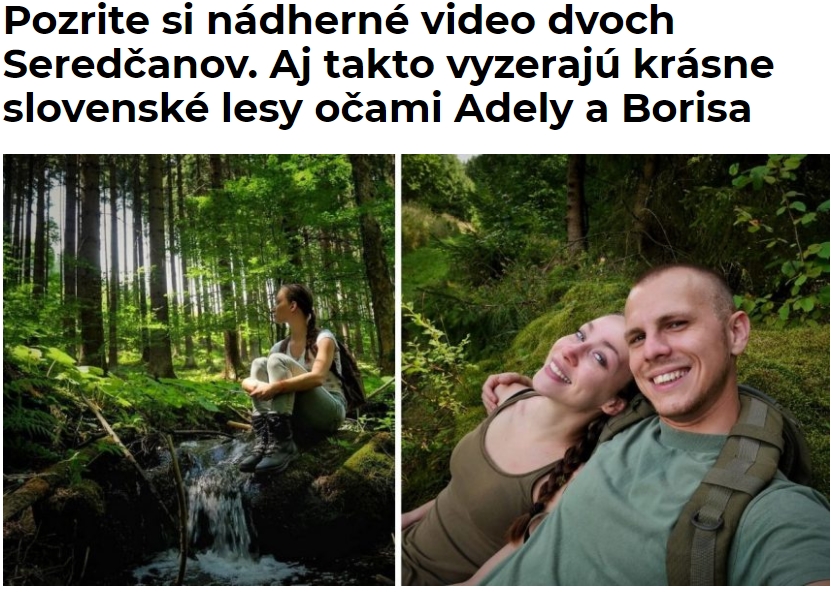 Pozrite si nádherné video dvoch
Seredčanov. Aj takto vyzerajú krásne
slovenské lesy očami Adely a Borisa